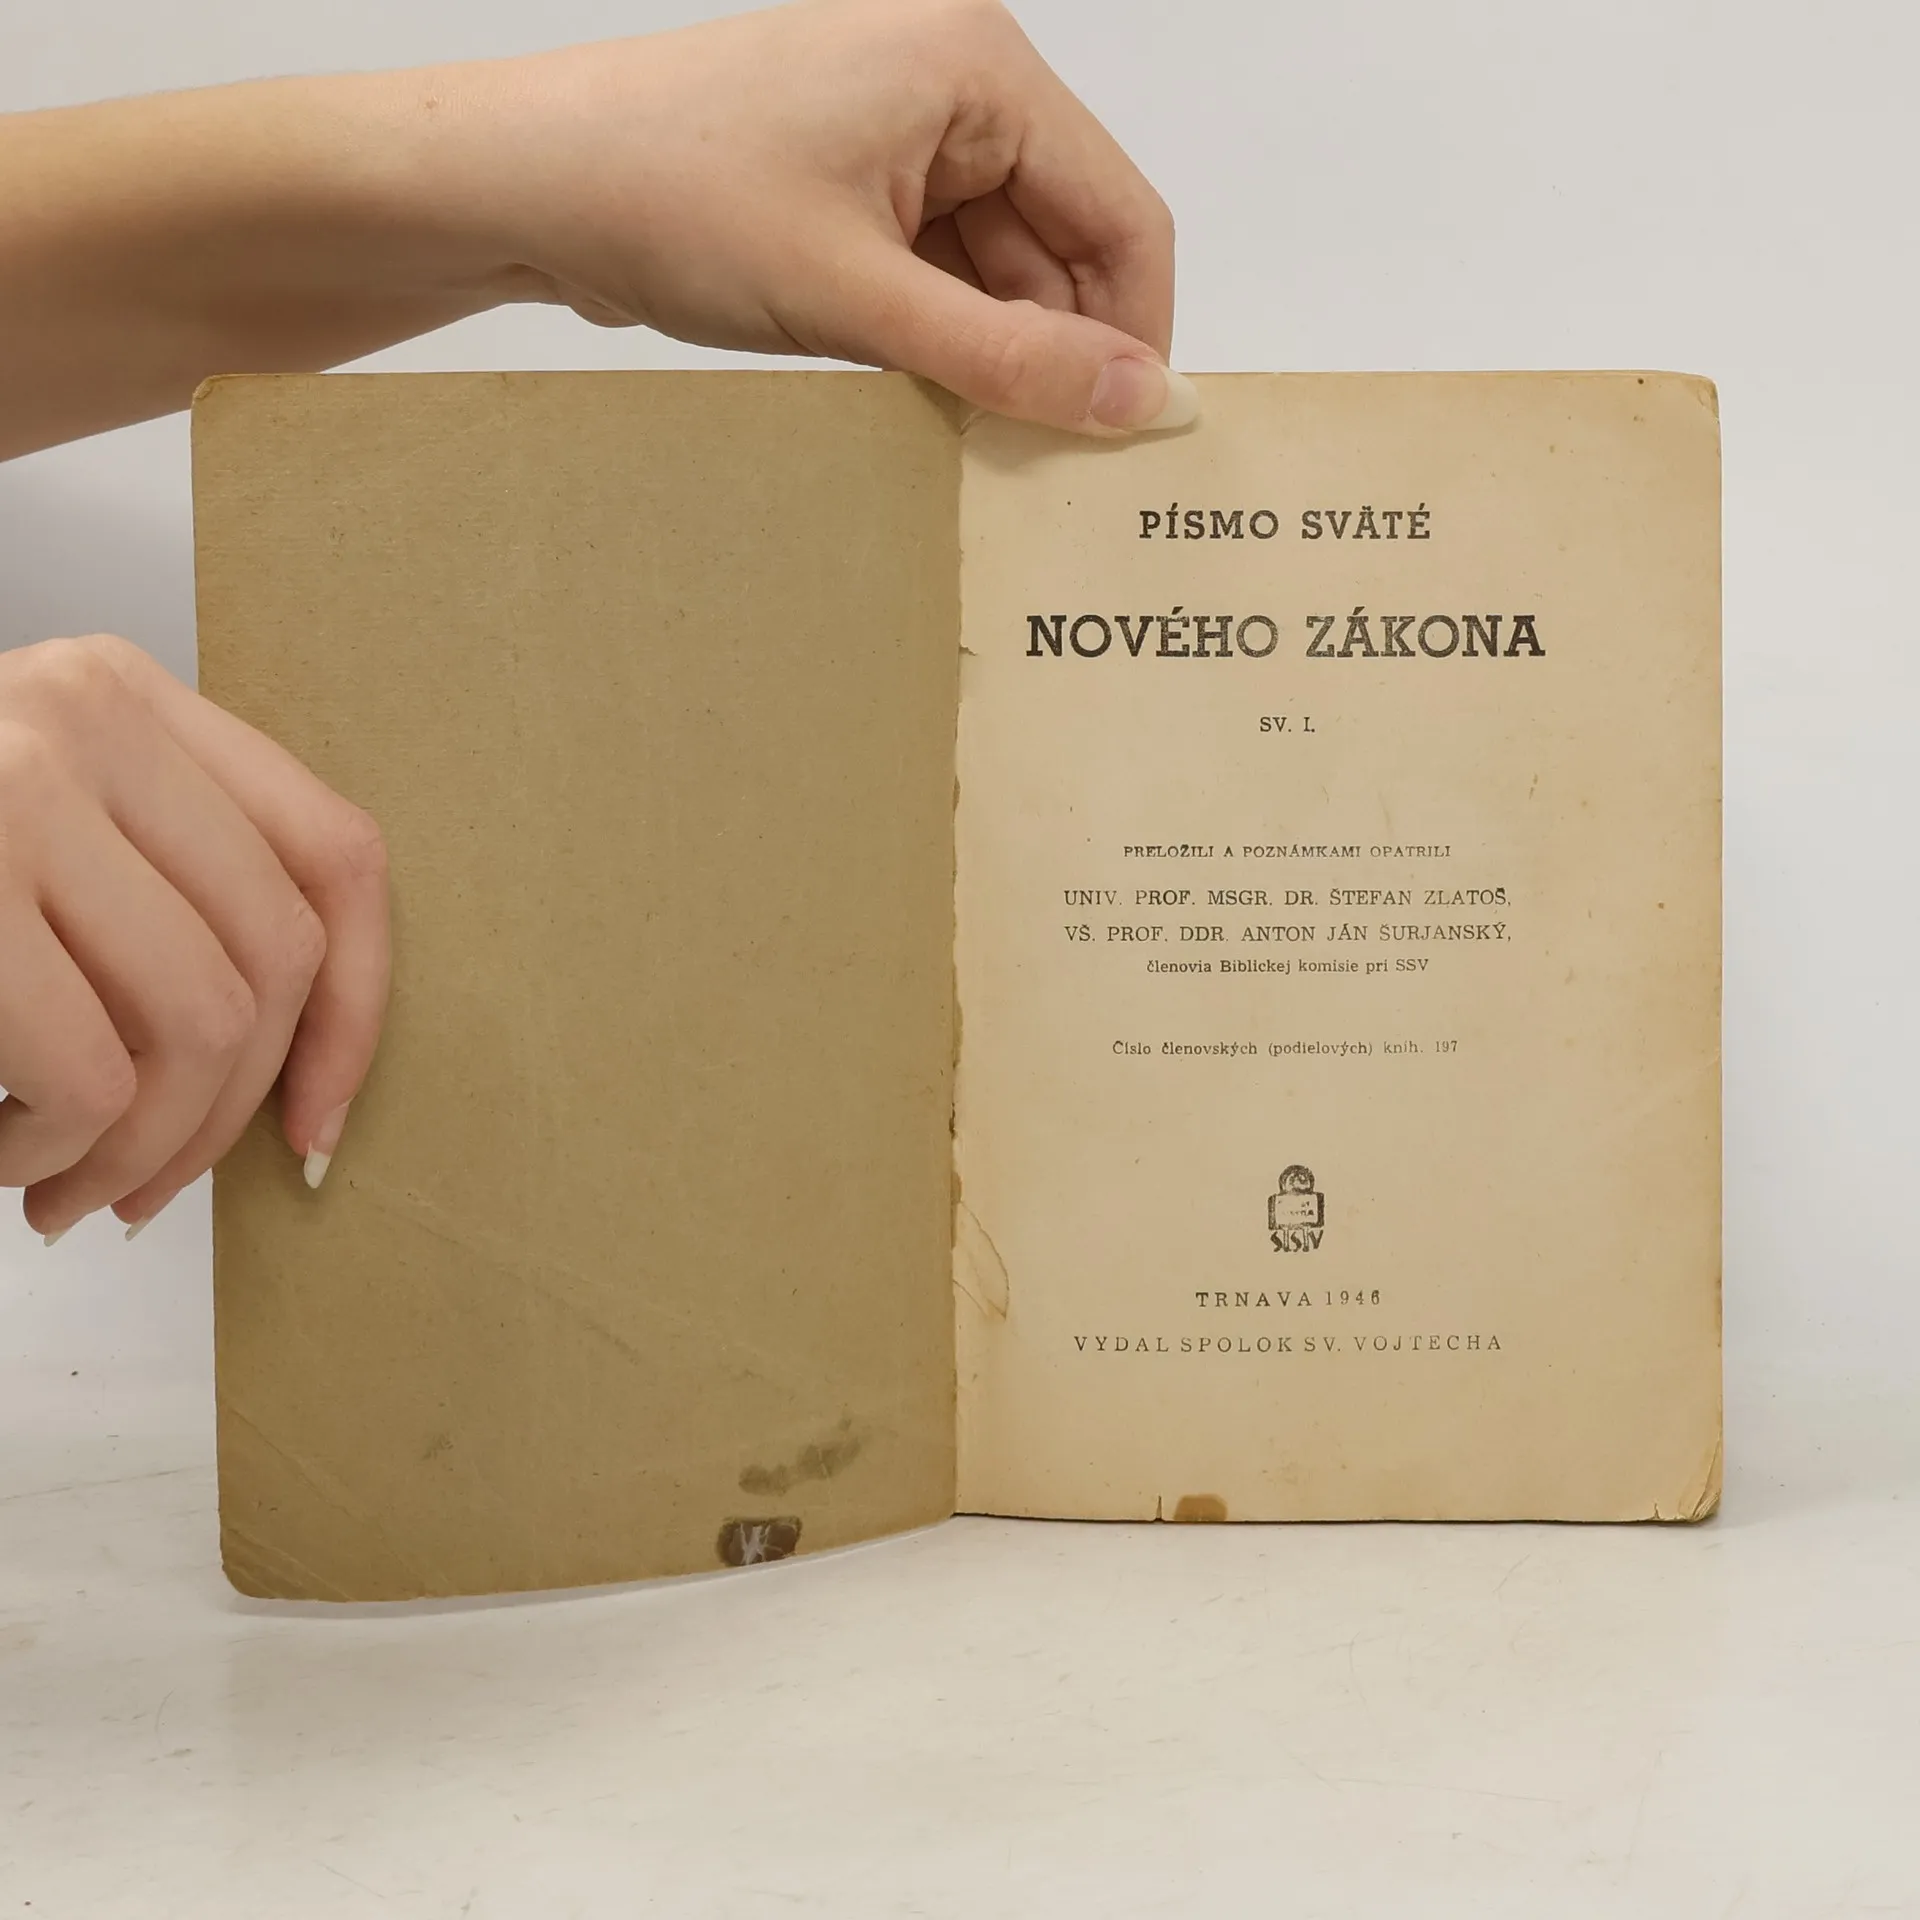 PÍSMO SVÄTÉ
NOVÉHO ZÁKONA
SV. I.
PRELOŽILI A POZNÁMKAMI OPATRILI
UNIV. PROF. MSGR. DR. ŠTEFAN ZLATOŠ,
VŠ. PROF. DDR. ANTON JÁN ŠURJANSKÝ,
členovia Biblickej komisie pri SSV
Číslo členovských (podielových) kníh. 197
SSV
TRNAVA 1946
VYDAL SPOLOK SV. VOJTECHA